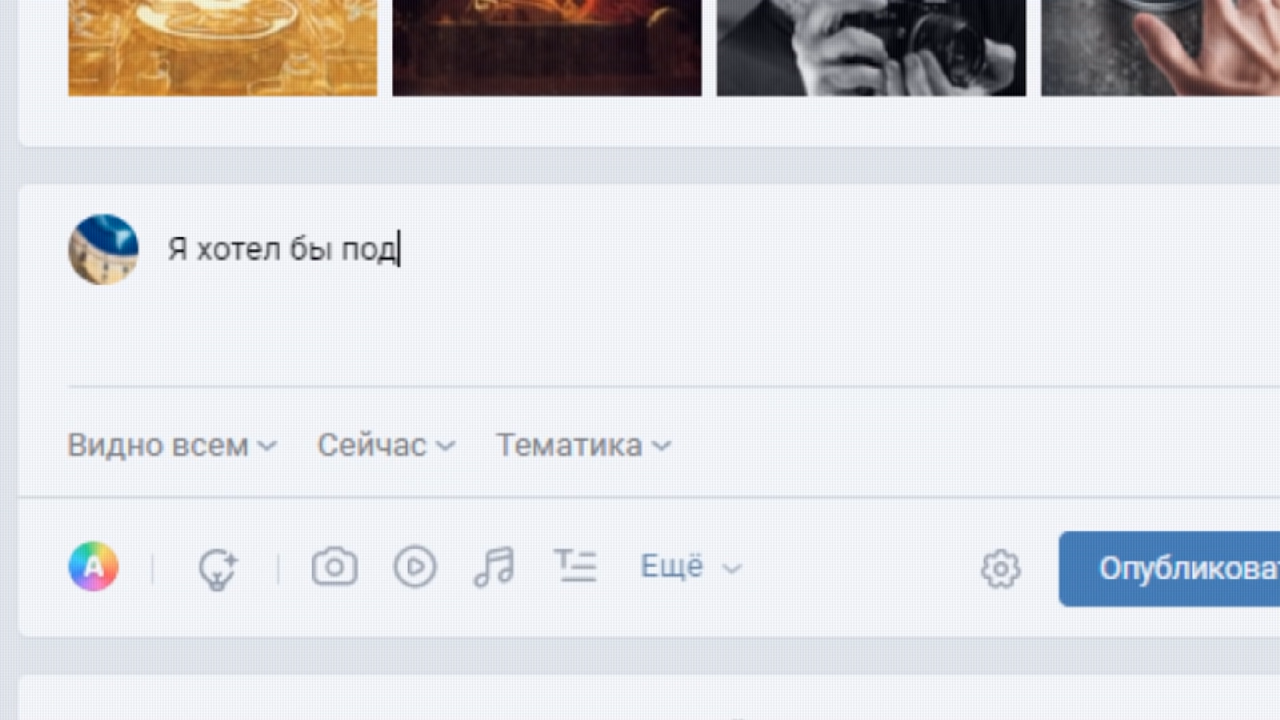 Я хотел бы под
Видно всем Сейчас Тематика
A T Ещё Опубликоват